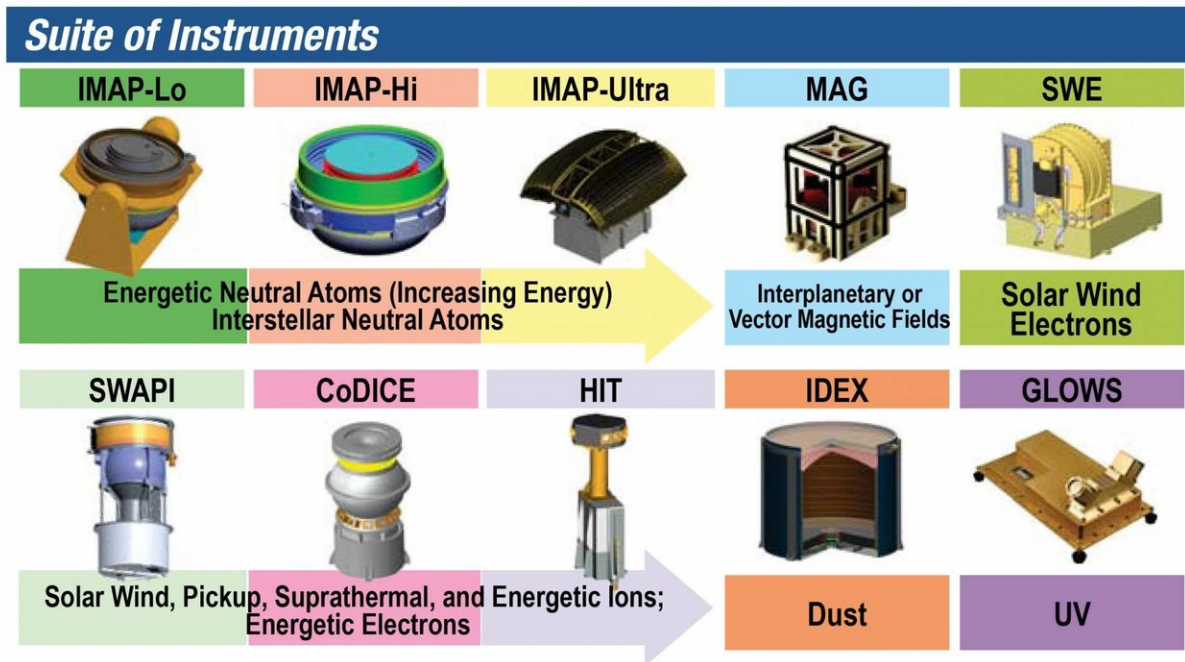 Suite of Instruments
IMAP-Lo
IMAP-Hi
IMAP-Ultra
MAG
SWE
Energetic Neutral Atoms (Increasing Energy)
Interstellar Neutral Atoms
Interplanetary or
Vector Magnetic Fields
Solar Wind
Electrons
SWAPI
CoDICE
HIT
IDEX
GLOWS
Solar Wind, Pickup, Suprathermal, and Energetic Ions;
Energetic Electrons
Dust
UV